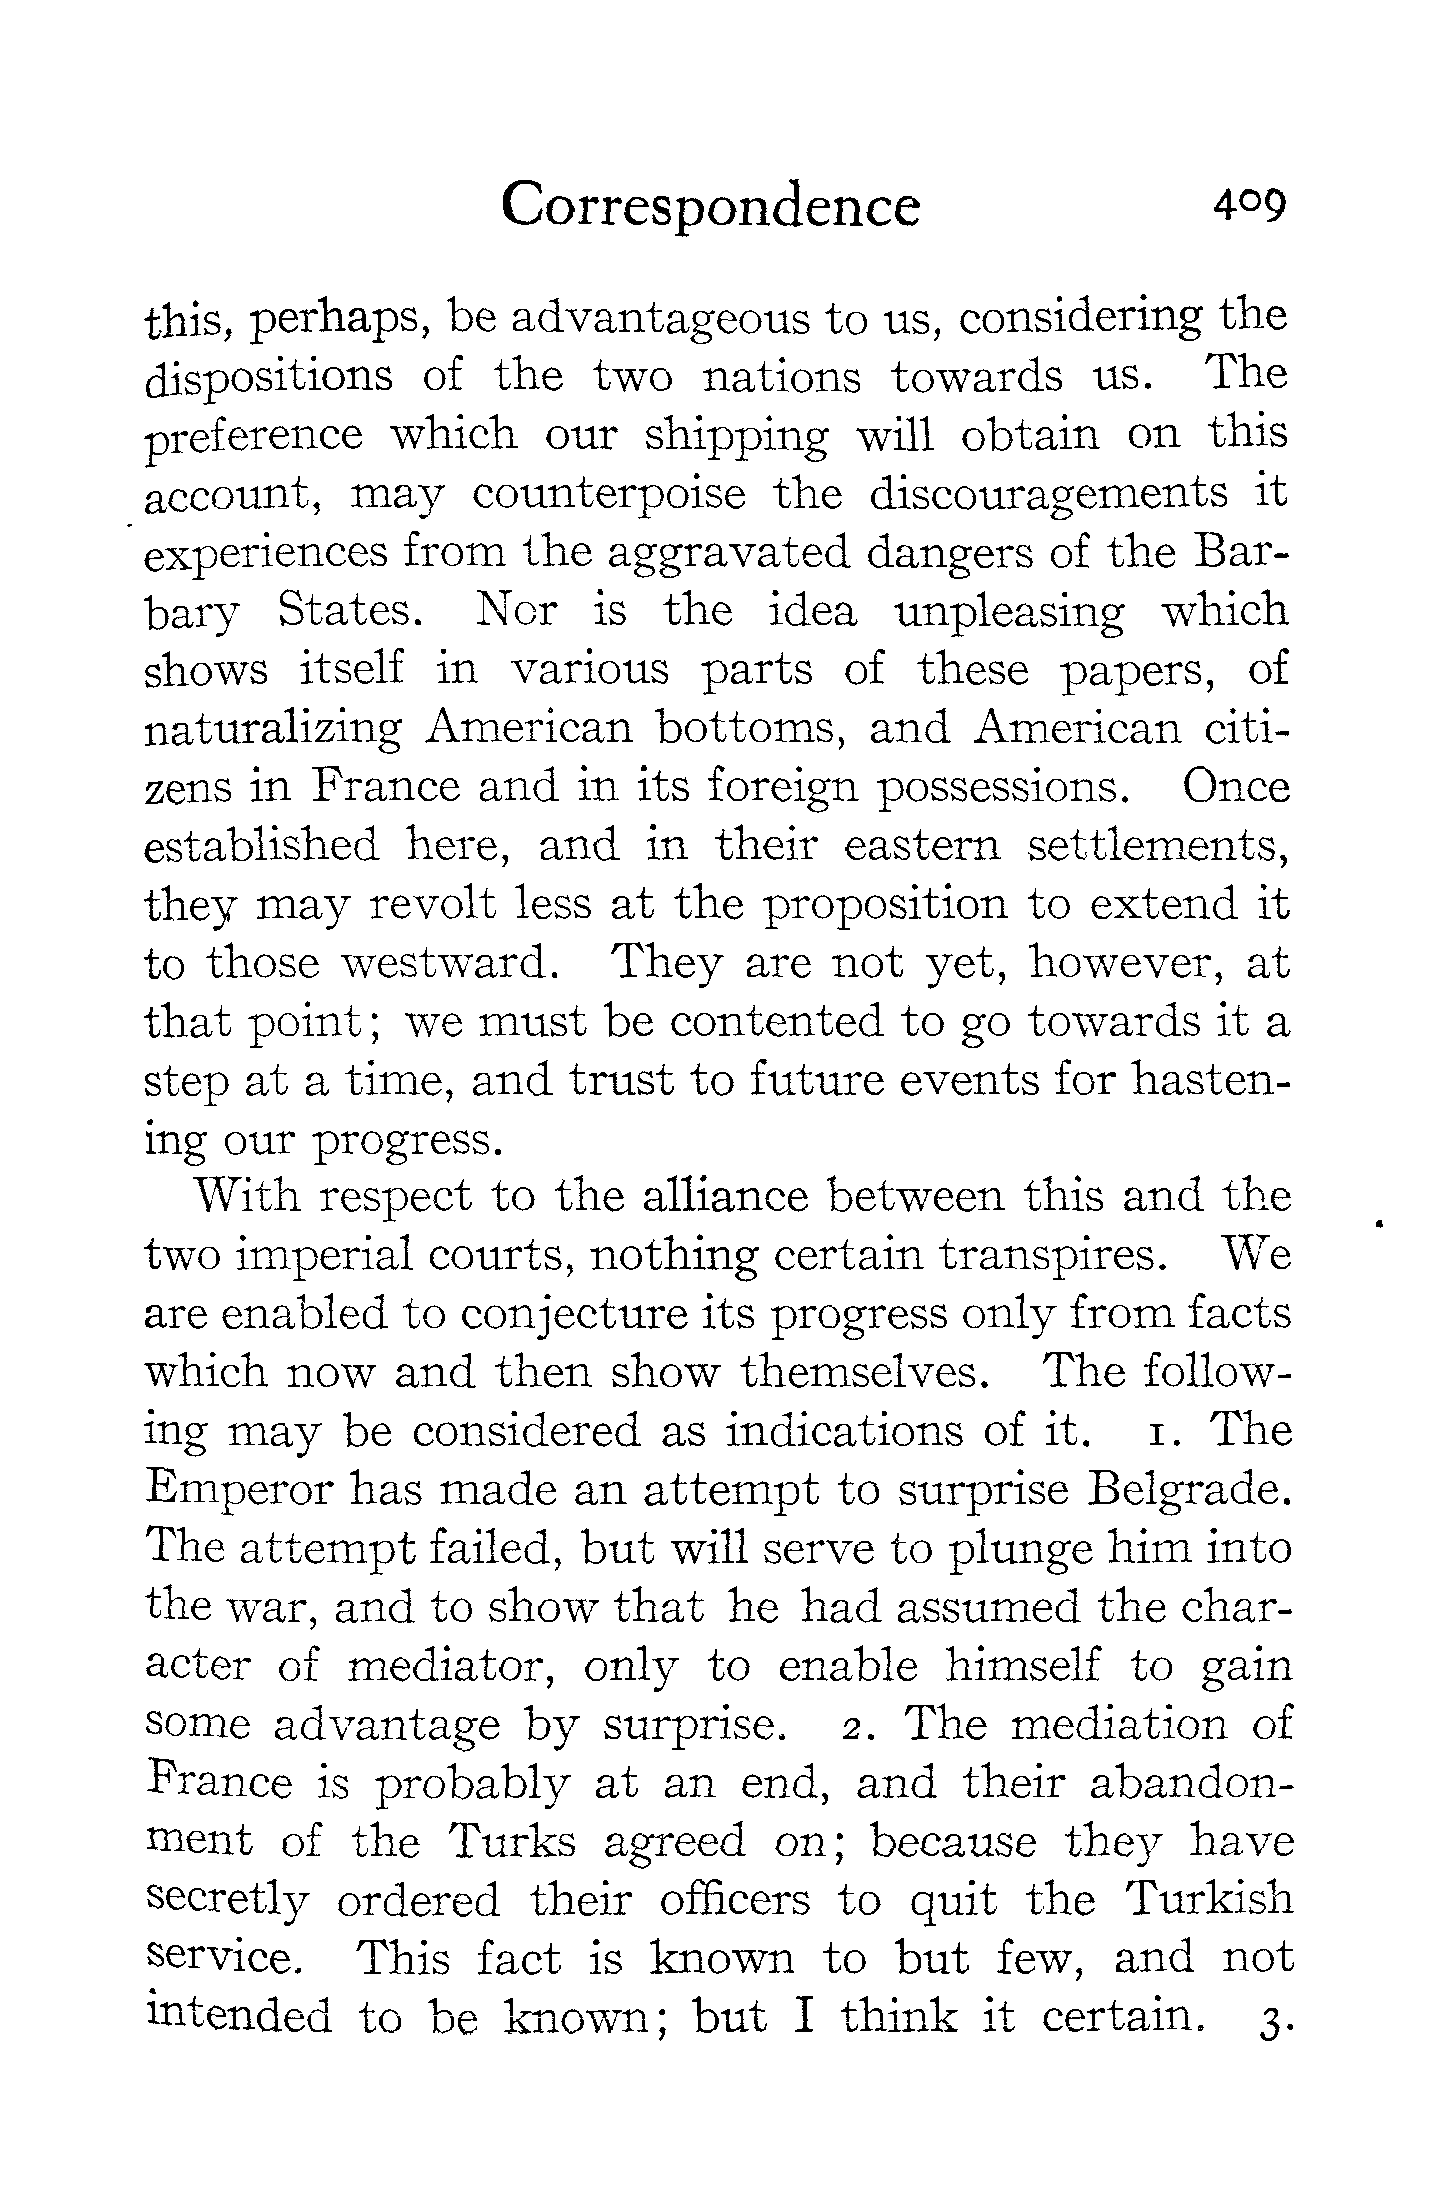 Correspondence 409
this, perhaps, be advantageous to us, considering the
dispositions of the two nations towards us. The
preference which our shipping will obtain on this
account, may counterpoise the discouragements it
experiences from the aggravated dangers of the Bar-
bary States. Nor is the idea unpleasing which
shows itself in various parts of these papers, of
naturalizing American bottoms, and American citi-
zens in France and in its foreign possessions. Once
established here, and in their eastern settlements,
they may revolt less at the proposition to extend it
to those westward. They are not yet, however, at
that point; we must be contented to go towards it a
step at a time, and trust to future events for hasten-
ing our progress.
With respect to the alliance between this and the
two imperial courts, nothing certain transpires. We
are enabled to conjecture its progress only from facts
which now and then show themselves. The follow-
ing may be considered as indications of it. 1. The
Emperor has made an attempt to surprise Belgrade.
The attempt failed, but will serve to plunge him into
the war, and to show that he had assumed the char-
acter of mediator, only to enable himself to gain
some advantage by surprise. 2. The mediation of
France is probably at an end, and their abandon-
ment of the Turks agreed on; because they have
secretly ordered their officers to quit the Turkish
service. This fact is known to but few, and not
intended to be known; but I think it certain. 3.